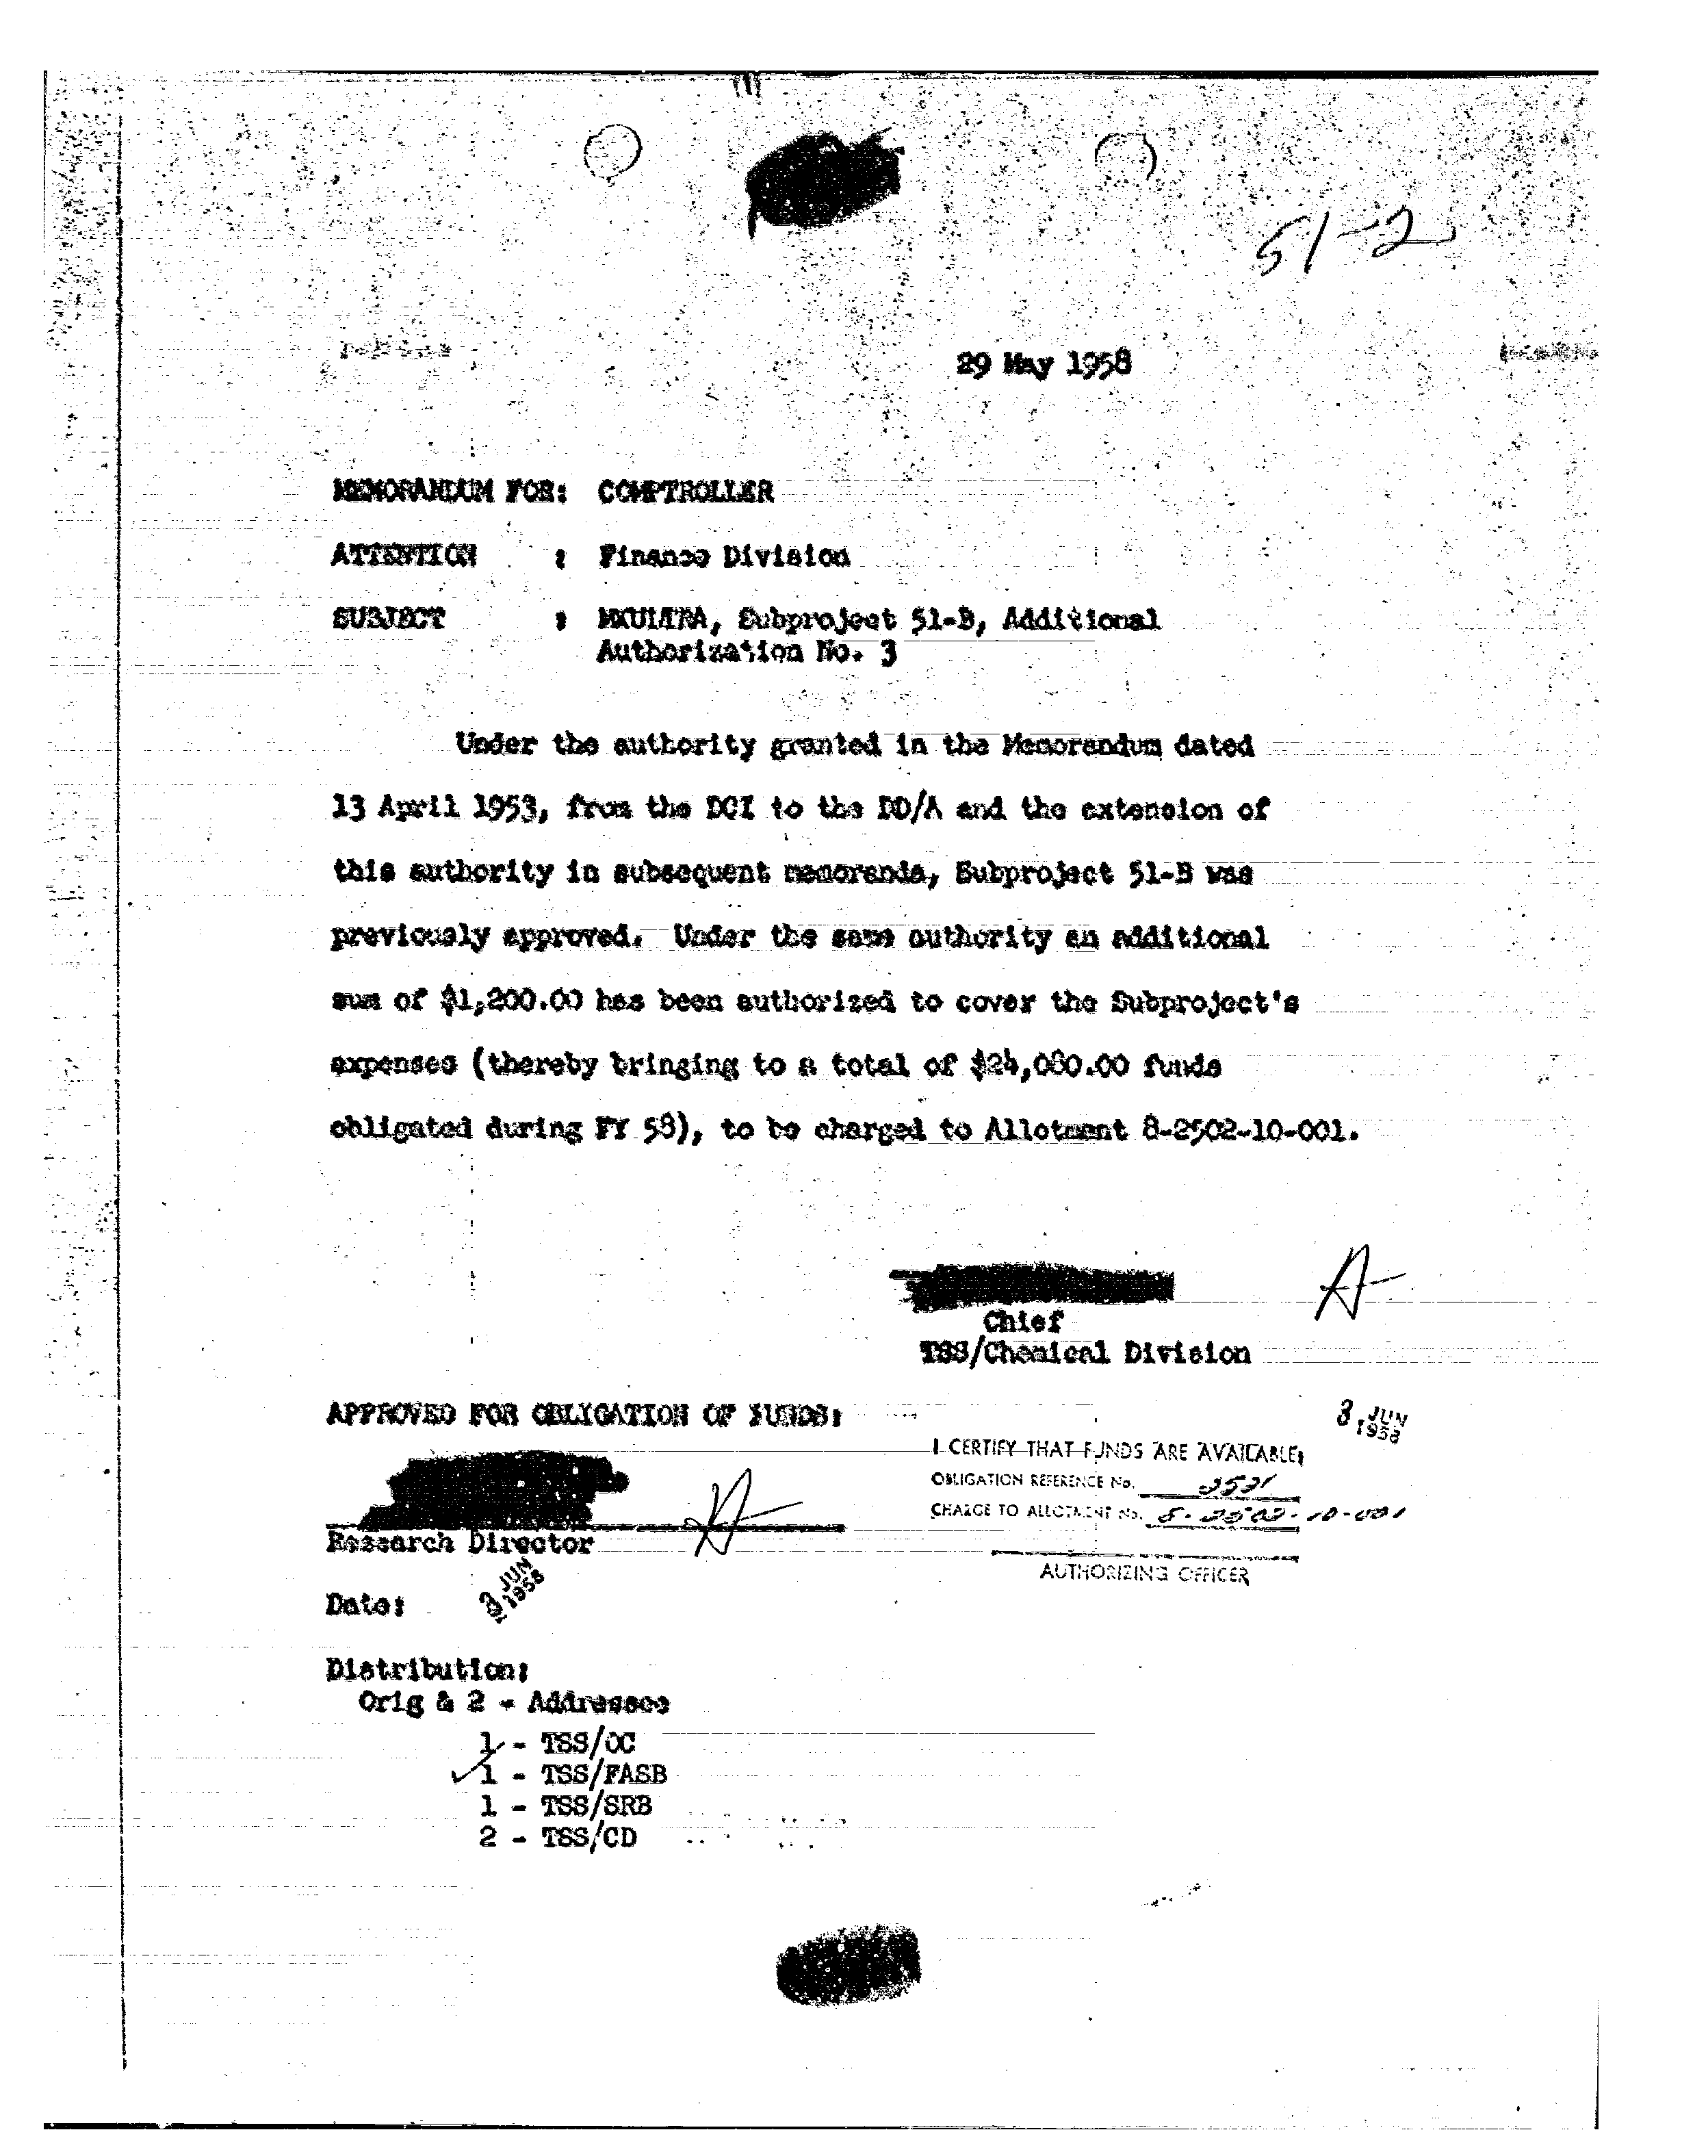 51-2
29 May 1958
MEMORANDUM FOR: COMPTROLLER
ATTENTION : Finance Division
SUBJECT : MKULTRA, Subproject 51-B, Additional
Authorization No. 3
Under the authority granted in the Memorandum dated
13 April 1953, from the DCI to the DD/A and the extension of
this authority in subsequent memoranda, Subproject 51-B was
previously approved. Under the same authority an additional
sum of $1,200.00 has been authorized to cover the Subproject's
expenses (thereby bringing to a total of $24,080.00 funds
obligated during FY 58), to be charged to Allotment 8-2502-10-001.
Chief
TSS/Chemical Division
APPROVED FOR OBLIGATION OF FUNDS:
3 JUN 1958
I CERTIFY THAT FUNDS ARE AVAILABLE:
OBLIGATION REFERENCE No.
CHARGE TO ALLOTMENT No.
Research Director
AUTHORIZING OFFICER
Date: 3 JUN 1958
Distribution:
Orig & 2 - Addressee
1 - TSS/OC
1 - TSS/FASB
1 - TSS/SRB
2 - TSS/CD